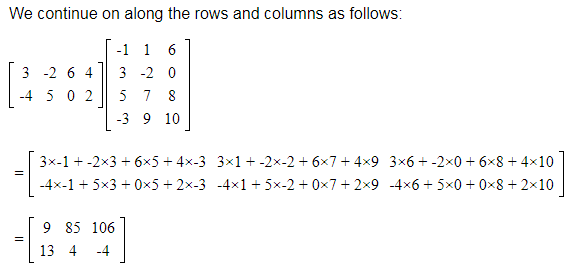 We continue on along the rows and columns as follows:
-1 1 6
3 -2 6 4 3 -2 0
-4 5 0 2 5 7 8
-3 9 10
= 3×-1 + -2×3 + 6×5 + 4×-3 3×1 + -2×-2 + 6×7 + 4×9 3×6 + -2×0 + 6×8 + 4×10
-4×-1 + 5×3 + 0×5 + 2×-3 -4×1 + 5×-2 + 0×7 + 2×9 -4×6 + 5×0 + 0×8 + 2×10
= 9 85 106
13 4 -4